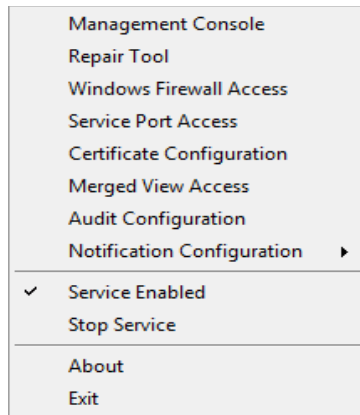 Management Console
Repair Tool
Windows Firewall Access
Service Port Access
Certificate Configuration
Merged View Access
Audit Configuration
Notification Configuration
Service Enabled
Stop Service
About
Exit